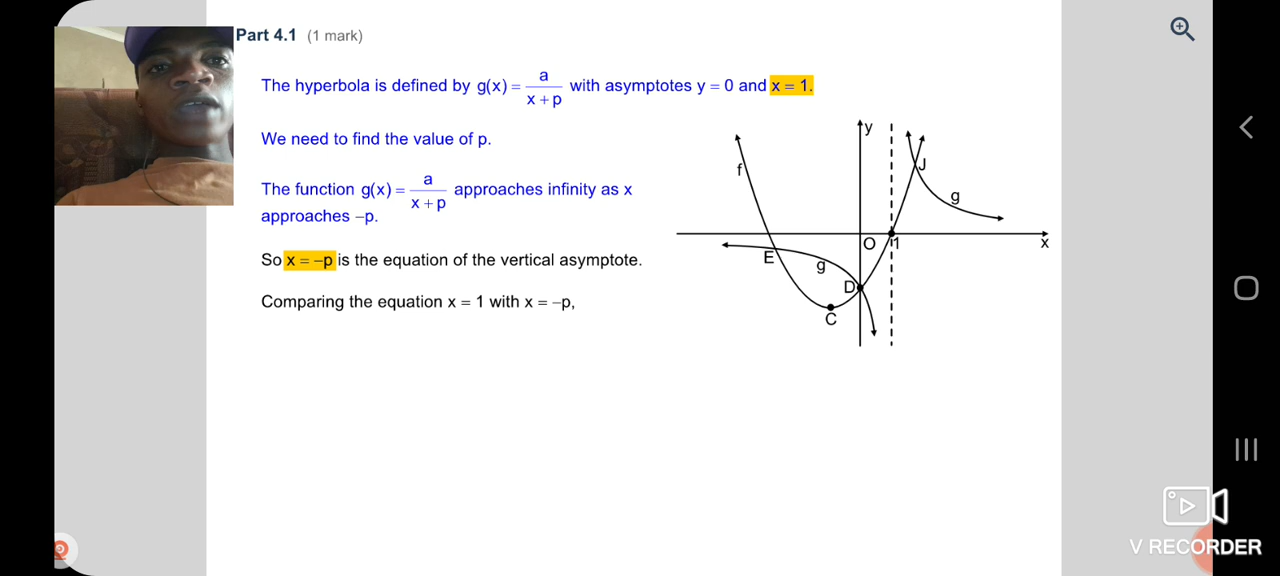 Part 4.1 (1 mark)
The hyperbola is defined by g(x) = a/(x + p) with asymptotes y = 0 and x = 1.
We need to find the value of p.
The function g(x) = a/(x + p) approaches infinity as x
approaches –p.
So x = –p is the equation of the vertical asymptote.
Comparing the equation x = 1 with x = –p,
y
f
J
g
O
1
x
E
g
D
C
V RECORDER